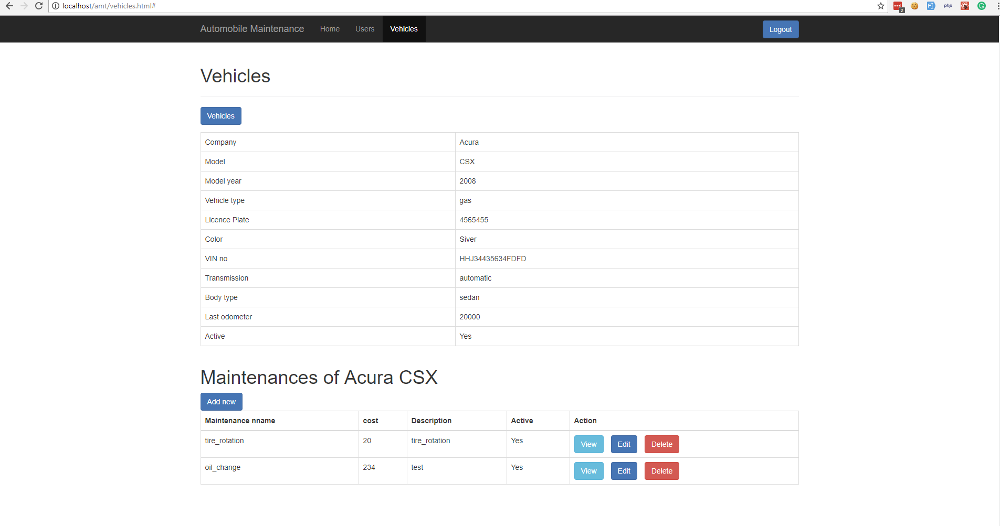 localhost/amt/vehicles.html#
2
FI
php
G
Automobile Maintenance Home Users Vehicles Logout
Vehicles
Vehicles
Company Acura
Model CSX
Model year 2008
Vehicle type gas
Licence Plate 4565455
Color Siver
VIN no HHJ34435634FDFD
Transmission automatic
Body type sedan
Last odometer 20000
Active Yes
Maintenances of Acura CSX
Add new
Maintenance nname cost Description Active Action
tire_rotation 20 tire_rotation Yes View Edit Delete
oil_change 234 test Yes View Edit Delete